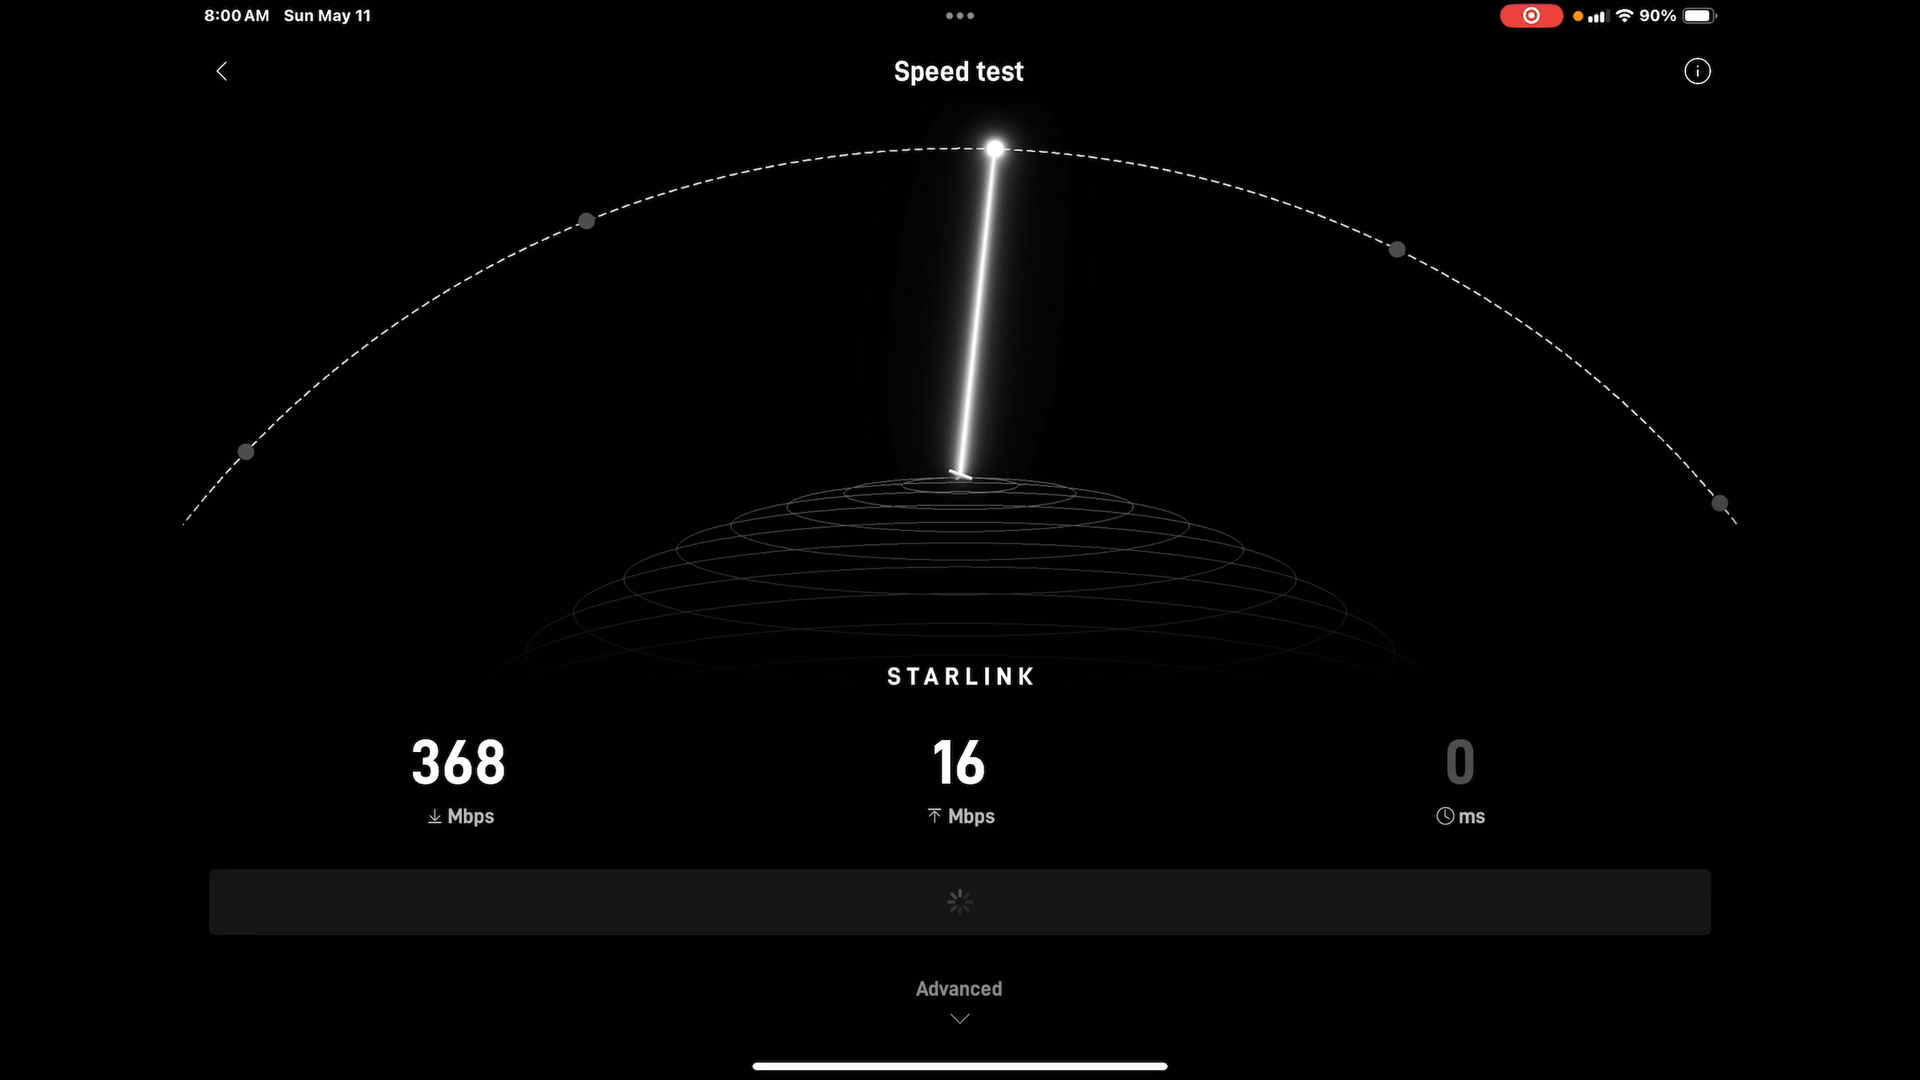 8:00 AM Sun May 11
90%
Speed test
STARLINK
368
Mbps
16
Mbps
0
ms
Advanced